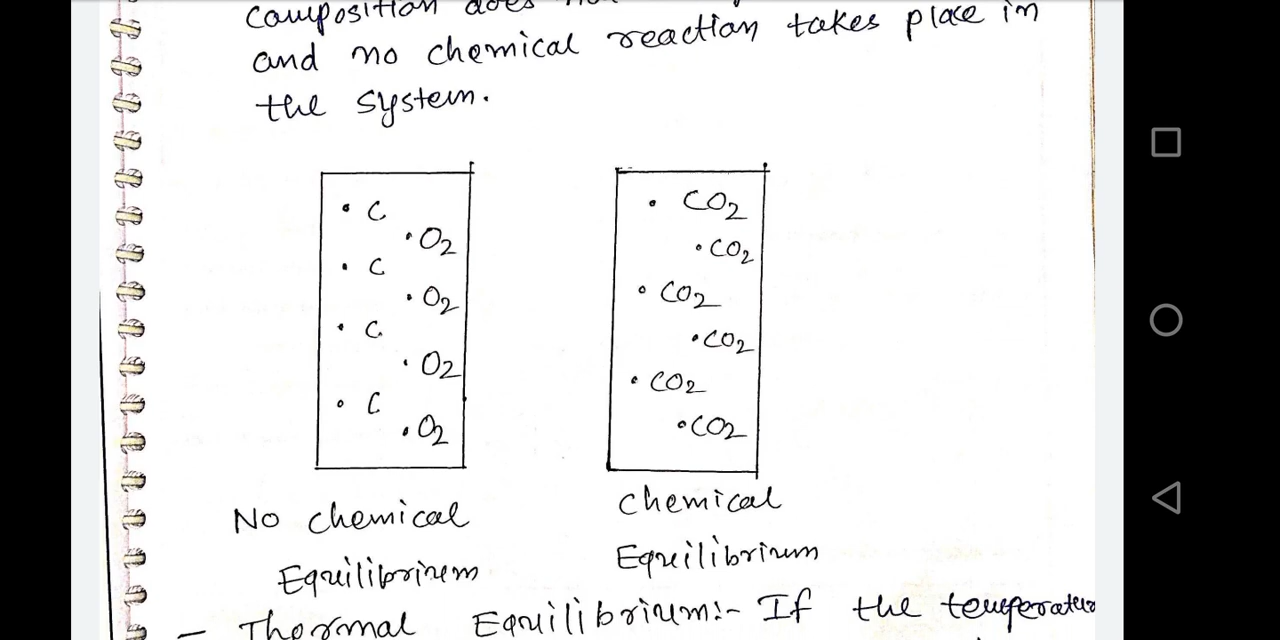 composition does
and no chemical reaction takes place in
the system.
• C
• O2
• C
• O2
• C
• O2
• C
• O2
• CO2
• CO2
• CO2
• CO2
• CO2
• CO2
No chemical
Equilibrium
Chemical
Equilibrium
- Thermal Equilibrium:- If the temperature